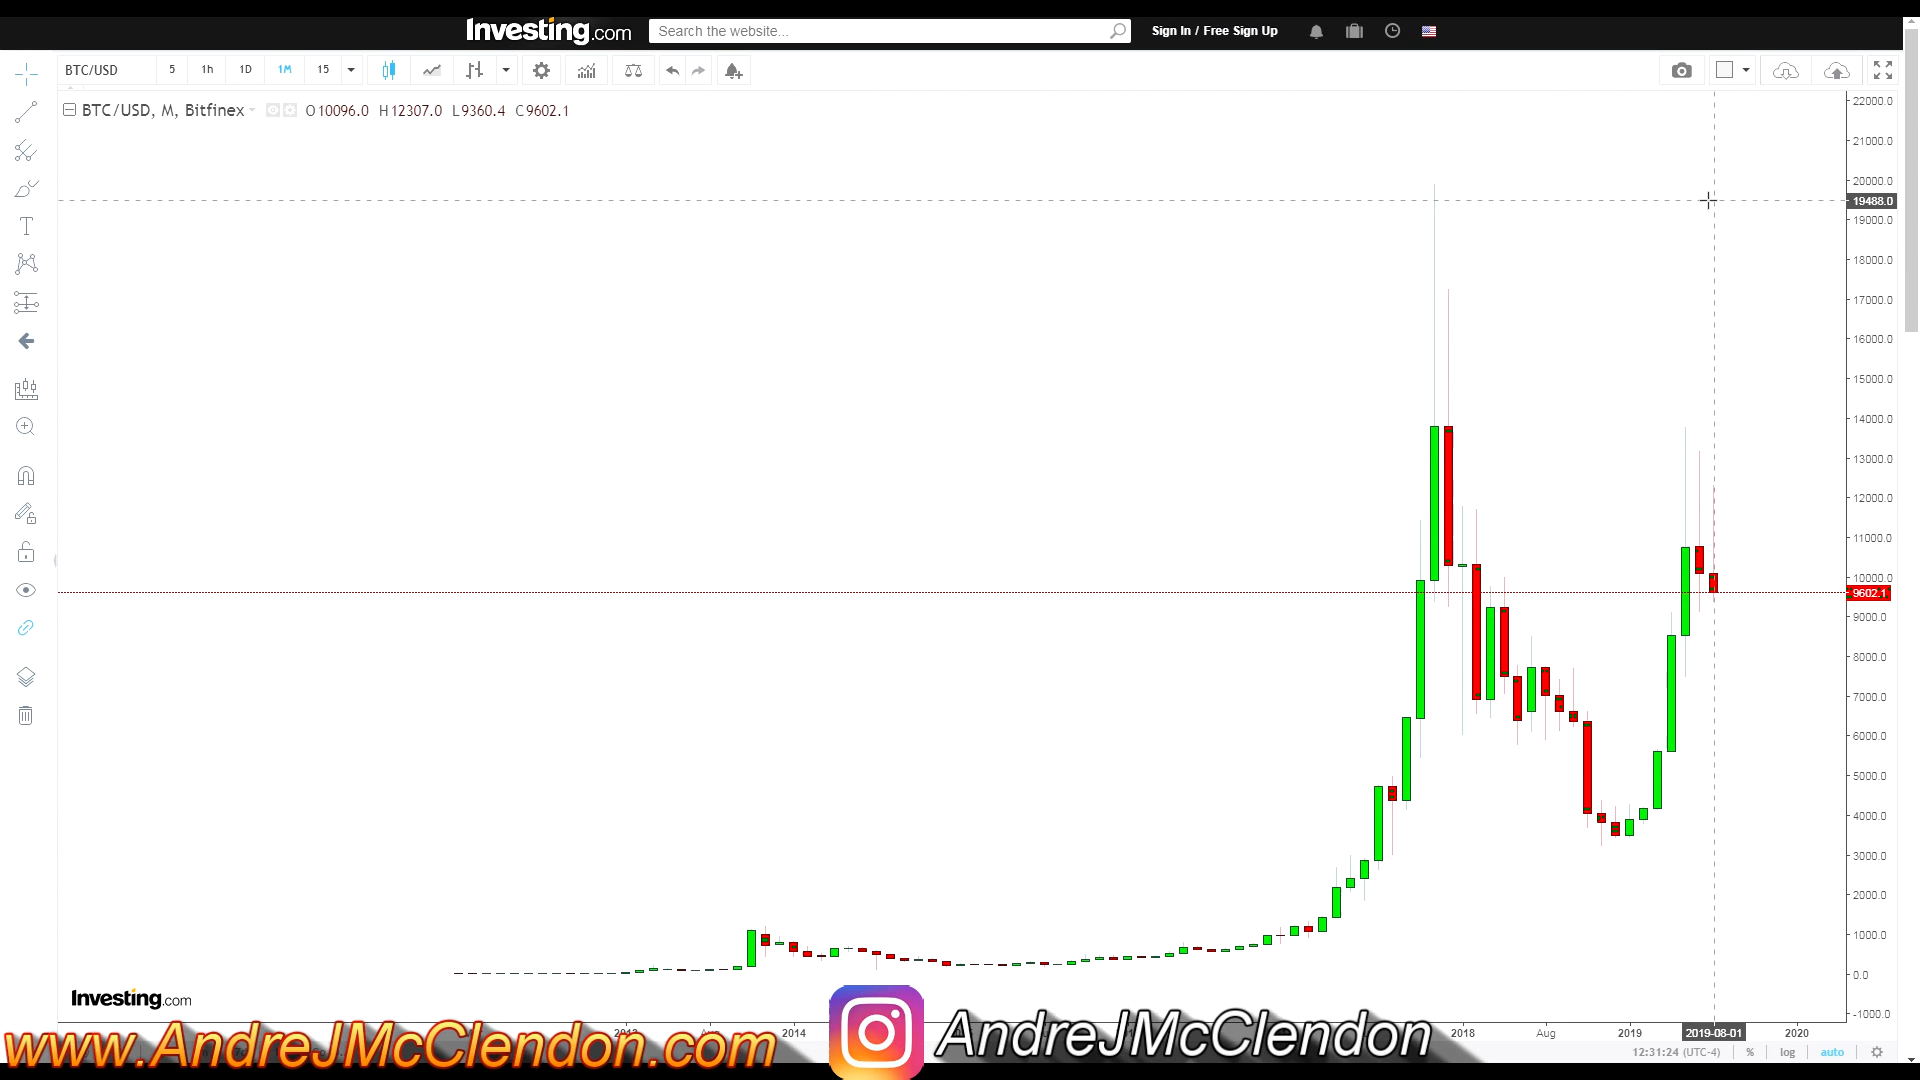 Investing.com
Search the website...
Sign In / Free Sign Up
BTC/USD 5 1h 1D 1M 15
BTC/USD, M, Bitfinex O10096.0 H12307.0 L9360.4 C9602.1
22000.0
21000.0
20000.0
19488.0
19000.0
18000.0
17000.0
16000.0
15000.0
14000.0
13000.0
12000.0
11000.0
10000.0
9602.1
9000.0
8000.0
7000.0
6000.0
5000.0
4000.0
3000.0
2000.0
1000.0
0.0
-1000.0
Investing.com
2014 2018 Aug 2019 2019-08-01 2020
www.AndreJMcClendon.com
AndreJMcClendon
12:31:24 (UTC-4) % log auto